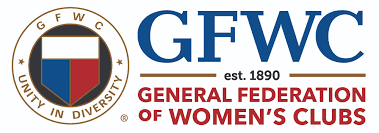 GFWC
UNITY IN DIVERSITY
®
GFWC
est. 1890
GENERAL FEDERATION
OF WOMEN'S CLUBS